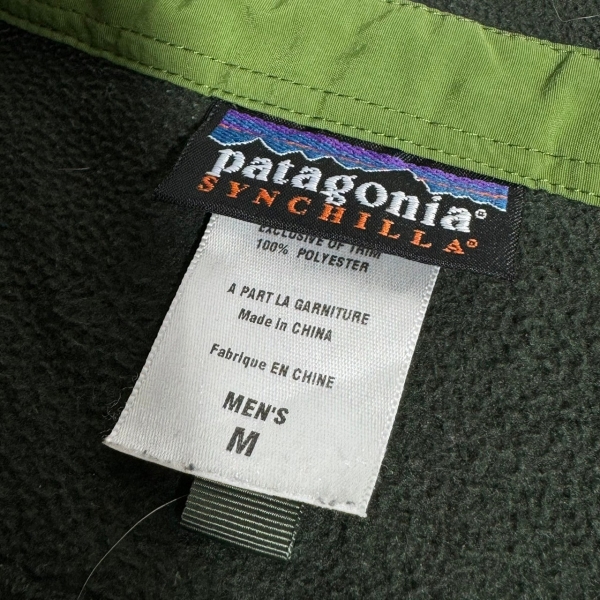 patagonia®
SYNCHILLA®
EXCLUSIVE OF TRIM
100% POLYESTER
A PART LA GARNITURE
Made in CHINA
Fabrique EN CHINE
MEN'S
M